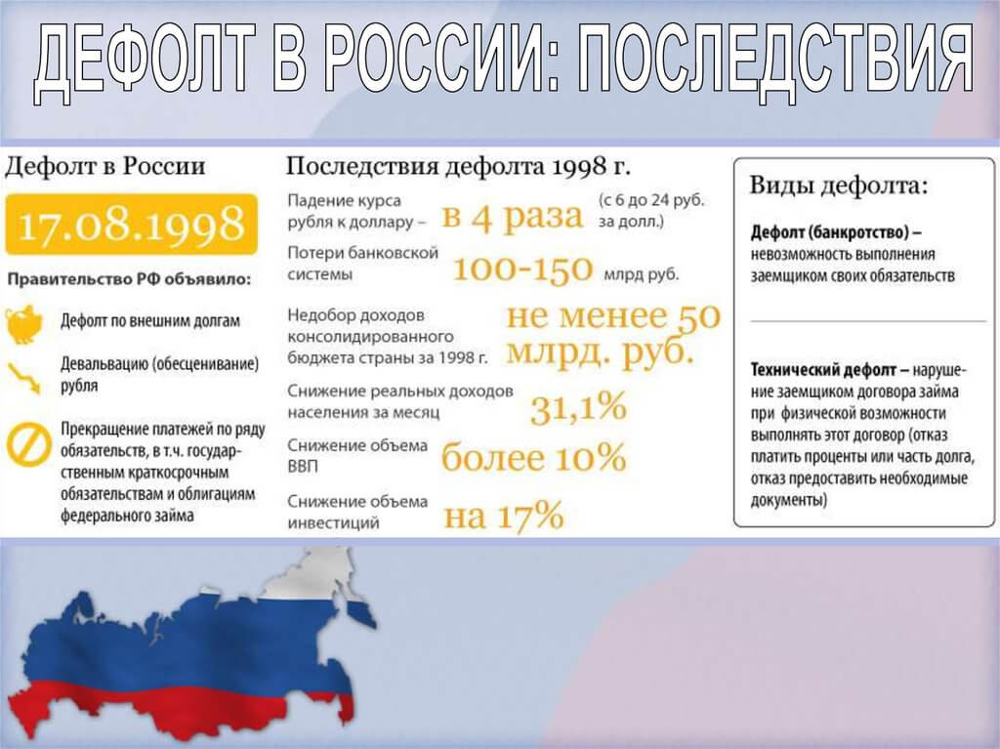 ДЕФОЛТ В РОССИИ: ПОСЛЕДСТВИЯ
Дефолт в России
17.08.1998
Правительство РФ объявило:
Дефолт по внешним долгам
Девальвацию (обесценивание)
рубля
Прекращение платежей по ряду
обязательств, в т.ч. государ-
ственным краткосрочным
обязательствам и облигациям
федерального займа
Последствия дефолта 1998 г.
Падение курса
рубля к доллару –
в 4 раза
(с 6 до 24 руб.
за долл.)
Потери банковской
системы
100-150 млрд руб.
Недобор доходов
консолидированного
бюджета страны за 1998 г.
не менее 50
млрд. руб.
Снижение реальных доходов
населения за месяц
31,1%
Снижение объема
ВВП
более 10%
Снижение объема
инвестиций
на 17%
Виды дефолта:
Дефолт (банкротство) –
невозможность выполнения
заемщиком своих обязательств
Технический дефолт – наруше-
ние заемщиком договора займа
при физической возможности
выполнять этот договор (отказ
платить проценты или часть долга,
отказ предоставить необходимые
документы)